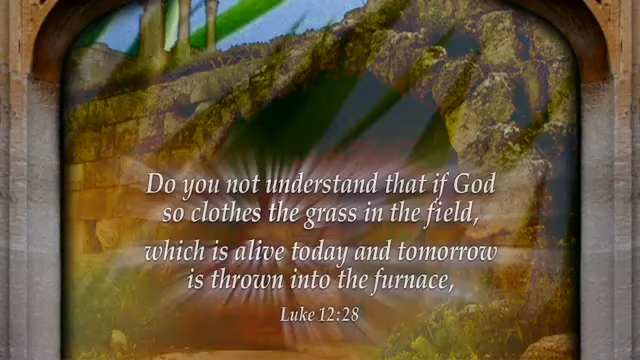 Do you not understand that if God
so clothes the grass in the field,
which is alive today and tomorrow
is thrown into the furnace,
Luke 12:28